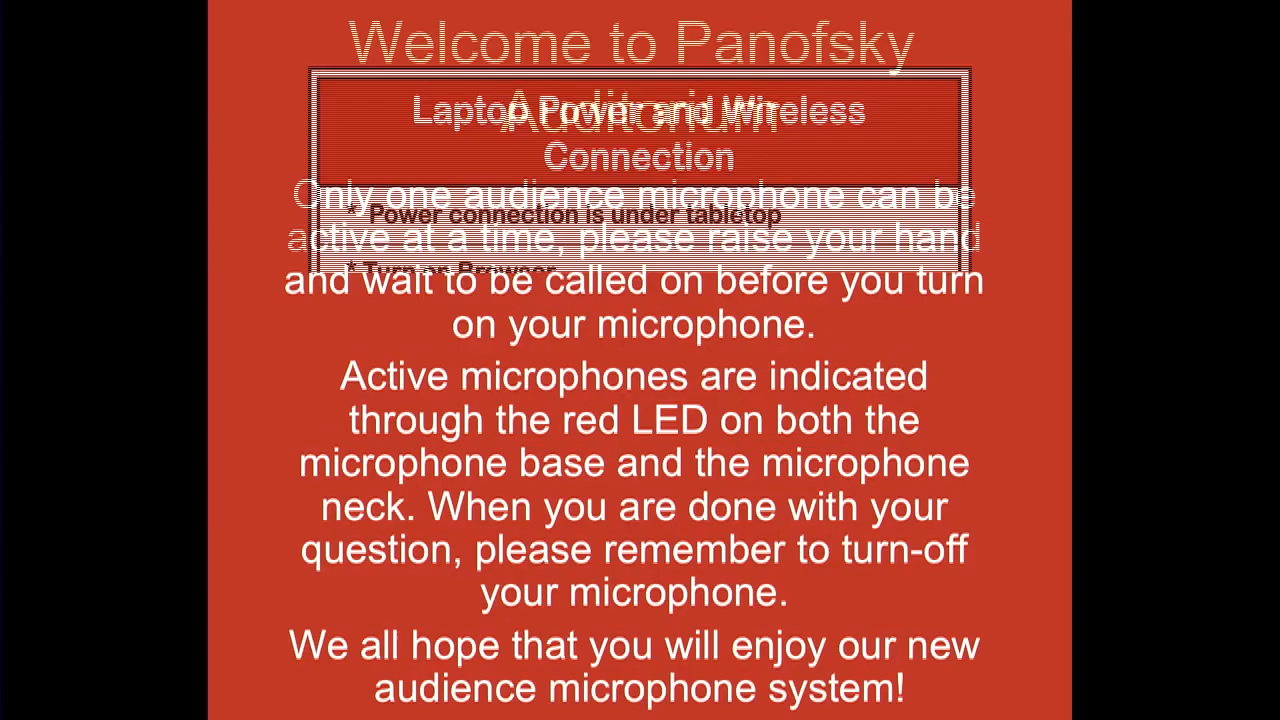 Welcome to Panofsky
Auditorium
Laptop Power and Wireless
Connection
Only one audience microphone can be
* Power connection is under tabletop
active at a time, please raise your hand
* Turn on Browser
and wait to be called on before you turn
on your microphone.
Active microphones are indicated
through the red LED on both the
microphone base and the microphone
neck. When you are done with your
question, please remember to turn-off
your microphone.
We all hope that you will enjoy our new
audience microphone system!